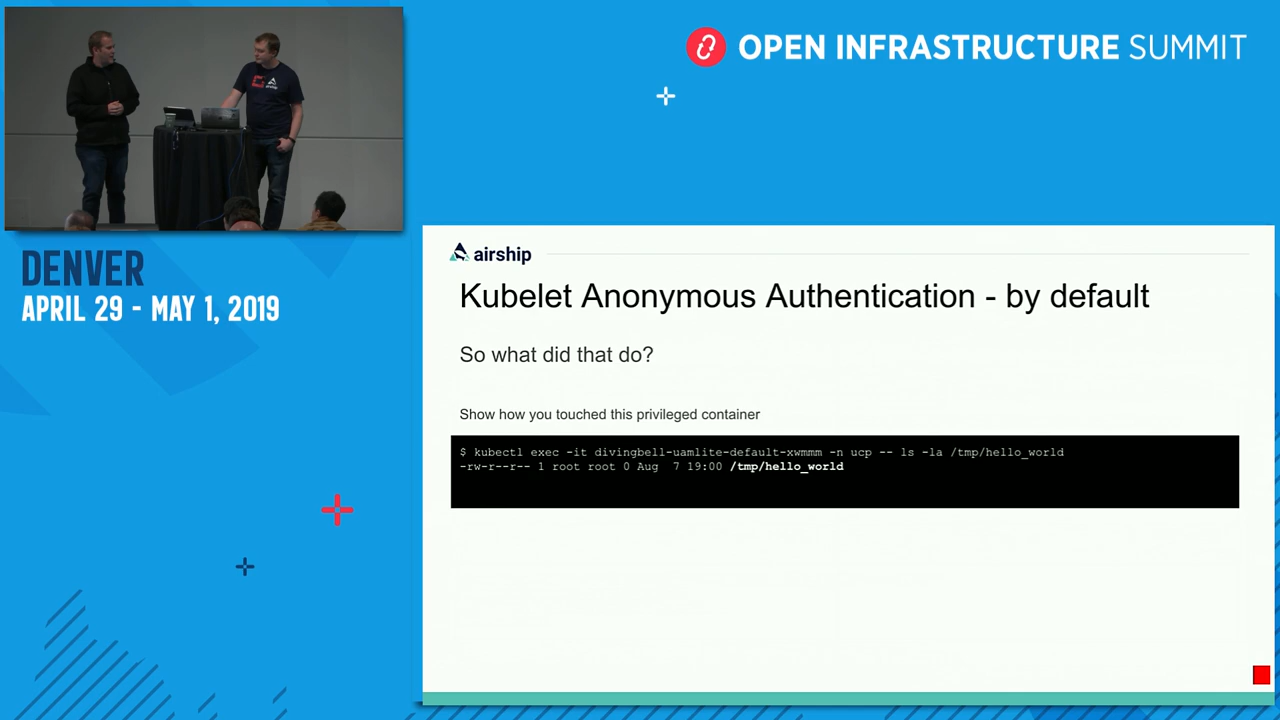 OPEN INFRASTRUCTURE SUMMIT
DENVER
APRIL 29 - MAY 1, 2019
airship
airship
Kubelet Anonymous Authentication - by default
So what did that do?
Show how you touched this privileged container
$ kubectl exec -it divingbell-uamlite-default-xwmmm -n ucp -- ls -la /tmp/hello_world
-rw-r--r-- 1 root root 0 Aug  7 19:00 /tmp/hello_world